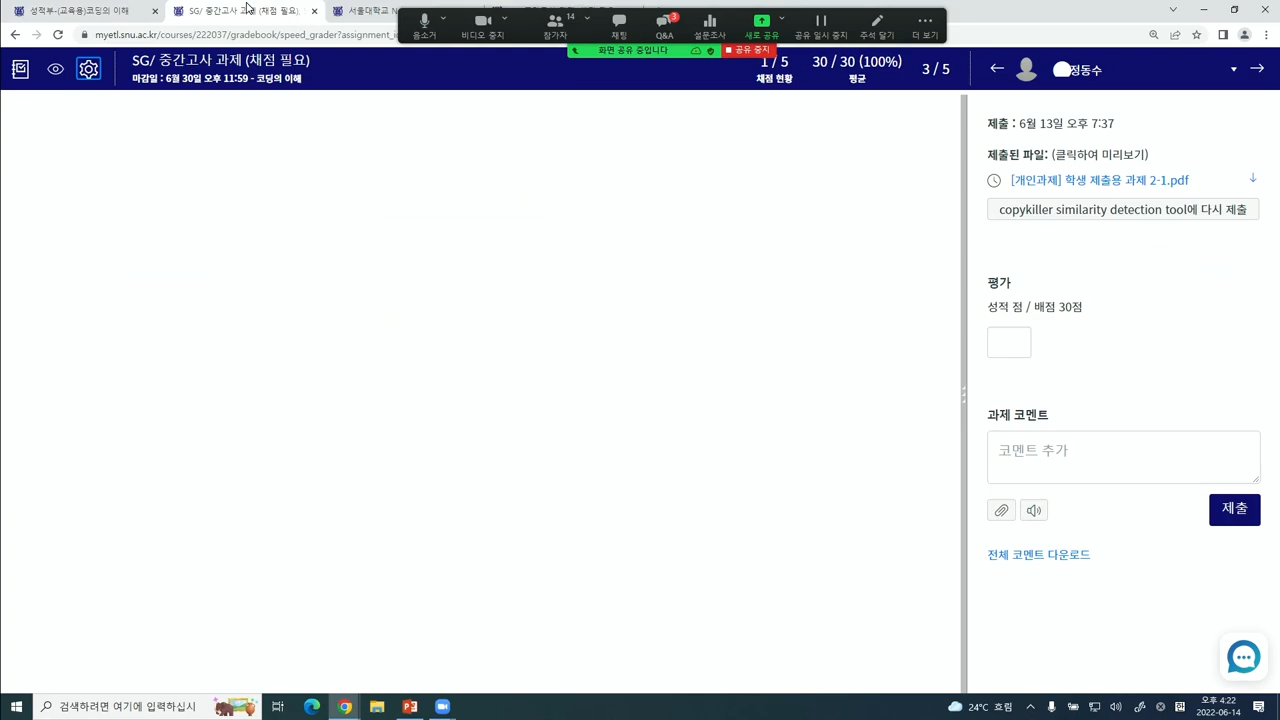 성적부-(교육용)코딩의 이해
SG/ 중간고사 과제 (채점 필요),
서울대학교 N
myetl.snu.ac.kr/courses/222037/gradebook/speed_grader?assignment_i
음소거
비디오 중지
14
참가자
채팅
3
Q&A
설문조사
새로 공유
공유 일시 중지
주석 달기
더 보기
화면 공유 중입니다
공유 중지
SG/ 중간고사 과제 (채점 필요)
마감일 : 6월 30일 오후 11:59 - 코딩의 이해
1 / 5
채점 현황
30 / 30 (100%)
평균
3 / 5
정동수
제출 : 6월 13일 오후 7:37
제출된 파일: (클릭하여 미리보기)
[개인과제] 학생 제출용 과제 2-1.pdf
copykiller similarity detection tool에 다시 제출
평가
성적 점 / 배점 30점
과제 코멘트
코멘트 추가
제출
전체 코멘트 다운로드
검색하려면 여기에 입력하십시
24°C 흐림
한
오후 4:22
2022-06-14